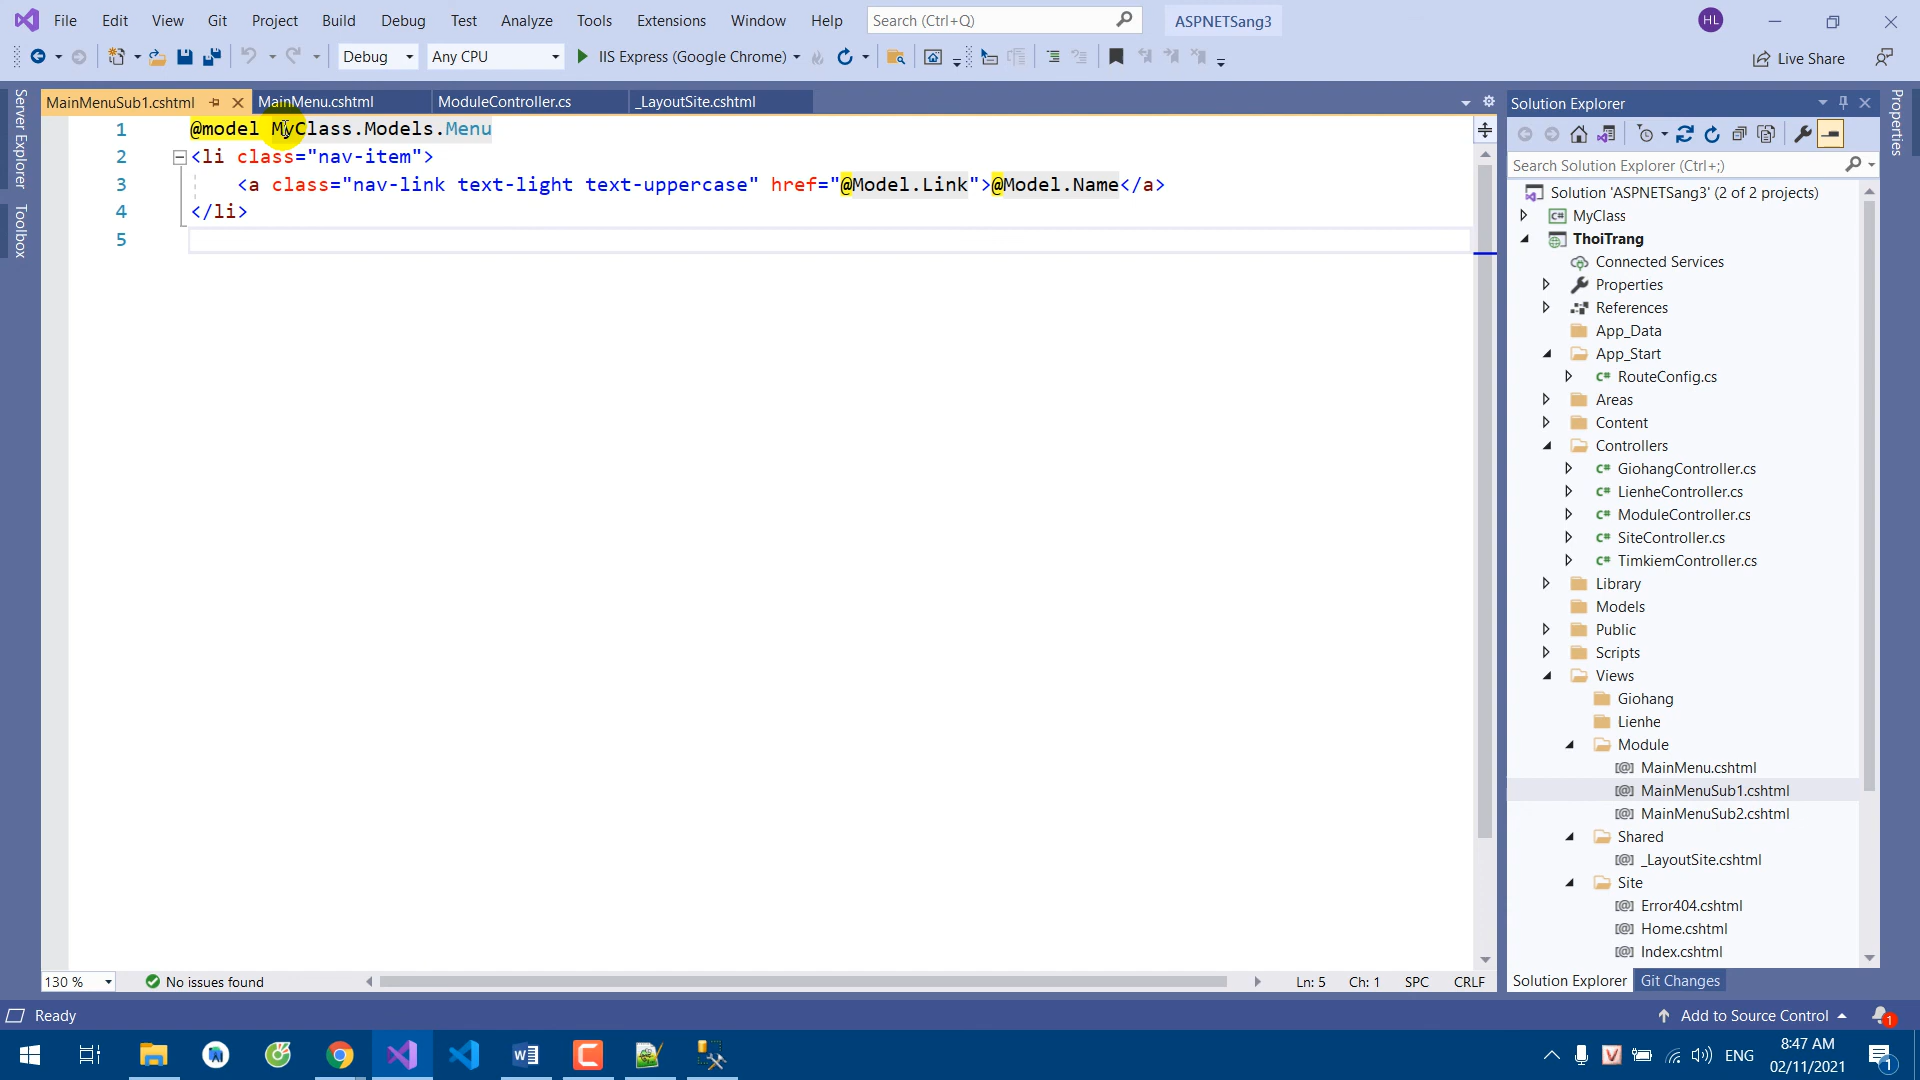 File Edit View Git Project Build Debug Test Analyze Tools Extensions Window Help Search (Ctrl+Q) ASPNETSang3 HL
Debug Any CPU IIS Express (Google Chrome) Live Share
MainMenuSub1.cshtml MainMenu.cshtml ModuleController.cs _LayoutSite.cshtml
Server Explorer
Toolbox
1 @model MyClass.Models.Menu
2 <li class="nav-item">
3 <a class="nav-link text-light text-uppercase" href="@Model.Link">@Model.Name</a>
4 </li>
5
Solution Explorer
Search Solution Explorer (Ctrl+;)
Solution 'ASPNETSang3' (2 of 2 projects)
C# MyClass
ThoiTrang
Connected Services
Properties
References
App_Data
App_Start
C# RouteConfig.cs
Areas
Content
Controllers
C# GiohangController.cs
C# LienheController.cs
C# ModuleController.cs
C# SiteController.cs
C# TimkiemController.cs
Library
Models
Public
Scripts
Views
Giohang
Lienhe
Module
[@] MainMenu.cshtml
[@] MainMenuSub1.cshtml
[@] MainMenuSub2.cshtml
Shared
[@] _LayoutSite.cshtml
Site
[@] Error404.cshtml
[@] Home.cshtml
[@] Index.cshtml
Properties
130 % No issues found Ln: 5 Ch: 1 SPC CRLF
Solution Explorer Git Changes
Ready Add to Source Control 1
ENG 8:47 AM
02/11/2021 1